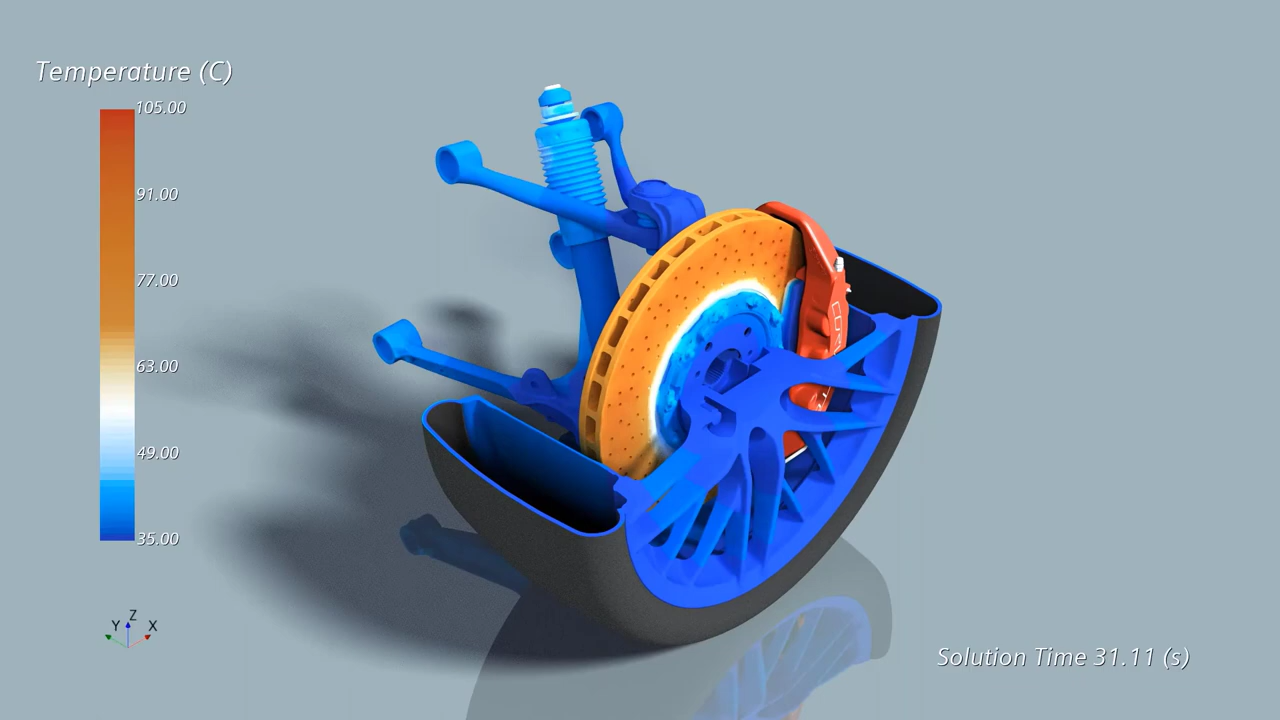 Temperature (C)
105.00
91.00
77.00
63.00
49.00
35.00
Z
Y
X
Solution Time 31.11 (s)